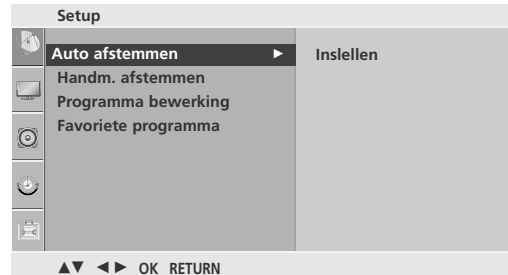 Setup
Auto afstemmen ► Inslellen
Handm. afstemmen
Programma bewerking
Favoriete programma
▲▼ ◄► OK RETURN